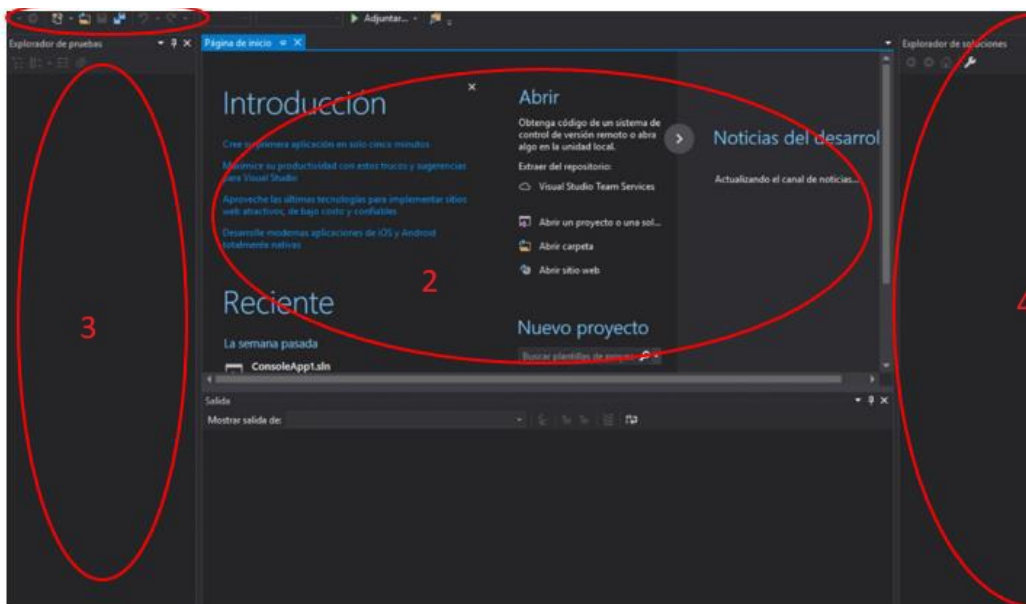 Adjuntar...
Explorador de pruebas
Página de inicio
Explorador de soluciones
Introducción
Cree su primera aplicación en solo cinco minutos
Maximice su productividad con estos trucos y sugerencias
para Visual Studio
Aproveche las últimas tecnologías para implementar sitios
web atractivos, de bajo costo y confiables
Desarrolle modernas aplicaciones de iOS y Android
totalmente nativas
Reciente
La semana pasada
ConsoleApp1.sln
Abrir
Obtenga código de un sistema de
control de versión remoto o abra
algo en la unidad local.
Extraer del repositorio:
Visual Studio Team Services
Abrir un proyecto o una sol...
Abrir carpeta
Abrir sitio web
Nuevo proyecto
Buscar plantillas de proyec
Noticias del desarrol
Actualizando el canal de noticias...
2
3
4
Salida
Mostrar salida de: